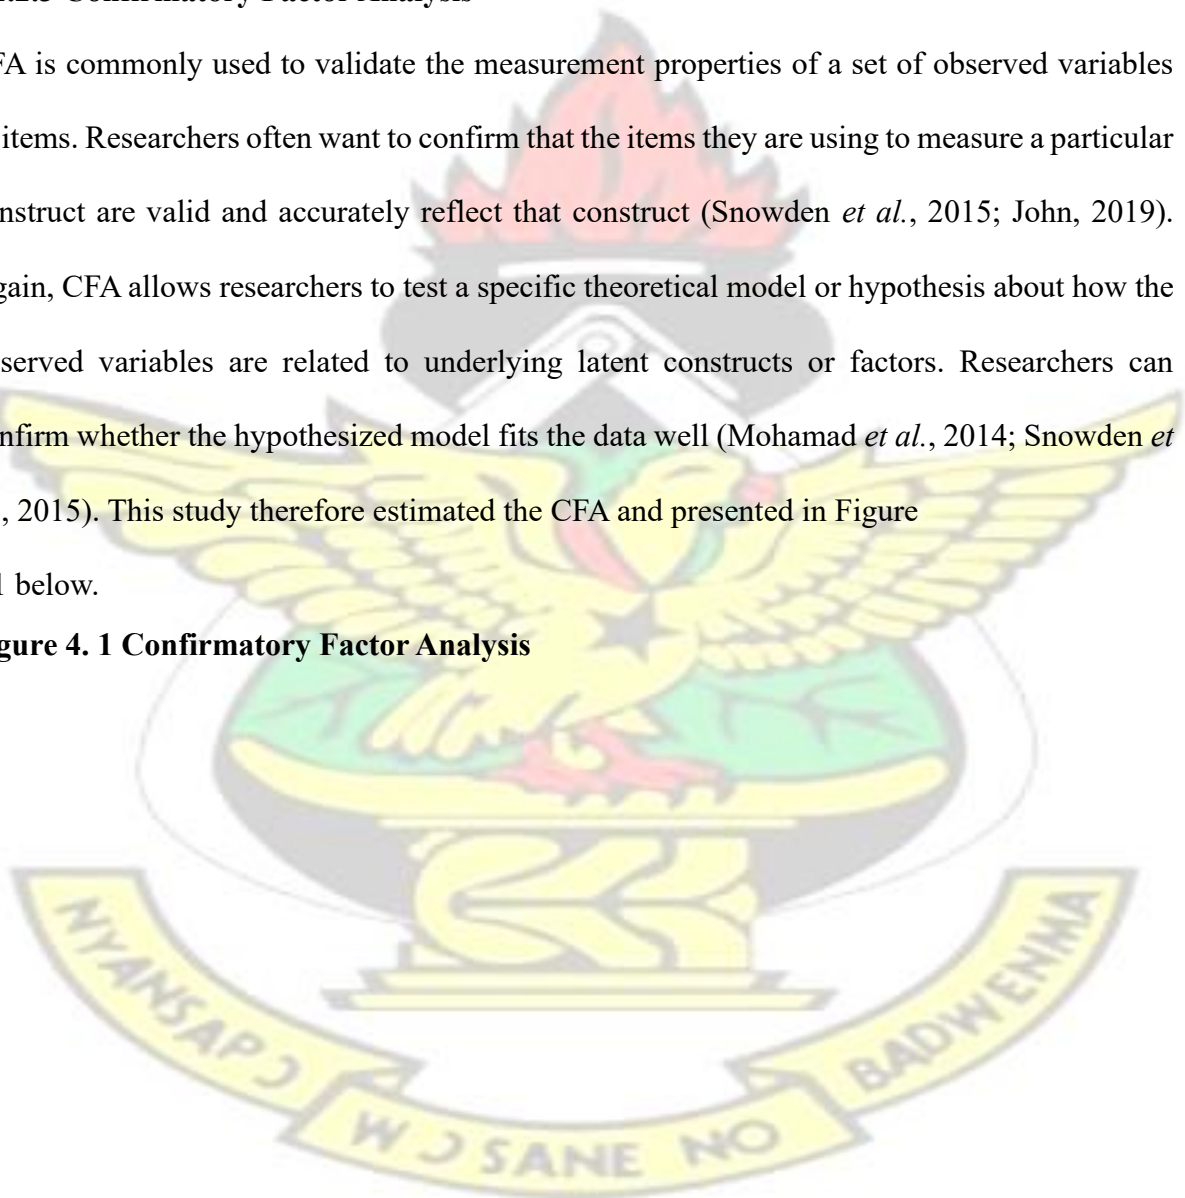 Confirmatory Factor Analysis
FA is commonly used to validate the measurement properties of a set of observed variables
items. Researchers often want to confirm that the items they are using to measure a particular
nstruct are valid and accurately reflect that construct (Snowden et al., 2015; John, 2019).
gain, CFA allows researchers to test a specific theoretical model or hypothesis about how the
served variables are related to underlying latent constructs or factors. Researchers can
nfirm whether the hypothesized model fits the data well (Mohamad et al., 2014; Snowden et
, 2015). This study therefore estimated the CFA and presented in Figure
1 below.
gure 4. 1 Confirmatory Factor Analysis
NYANSAPƆ
WƆSANE NO
BADWENMA